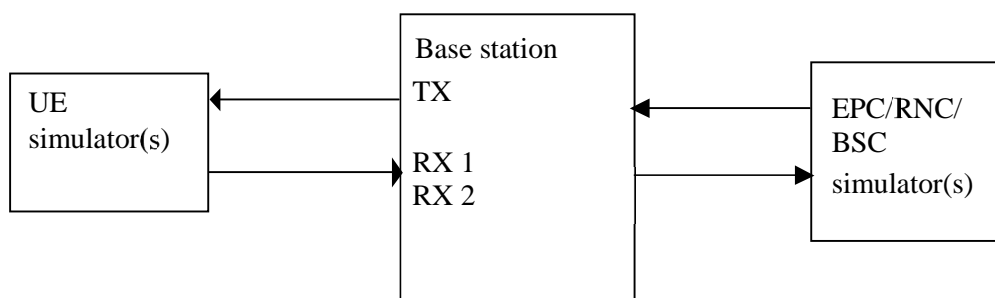 UE
simulator(s)
Base station
TX
RX 1
RX 2
EPC/RNC/
BSC
simulator(s)